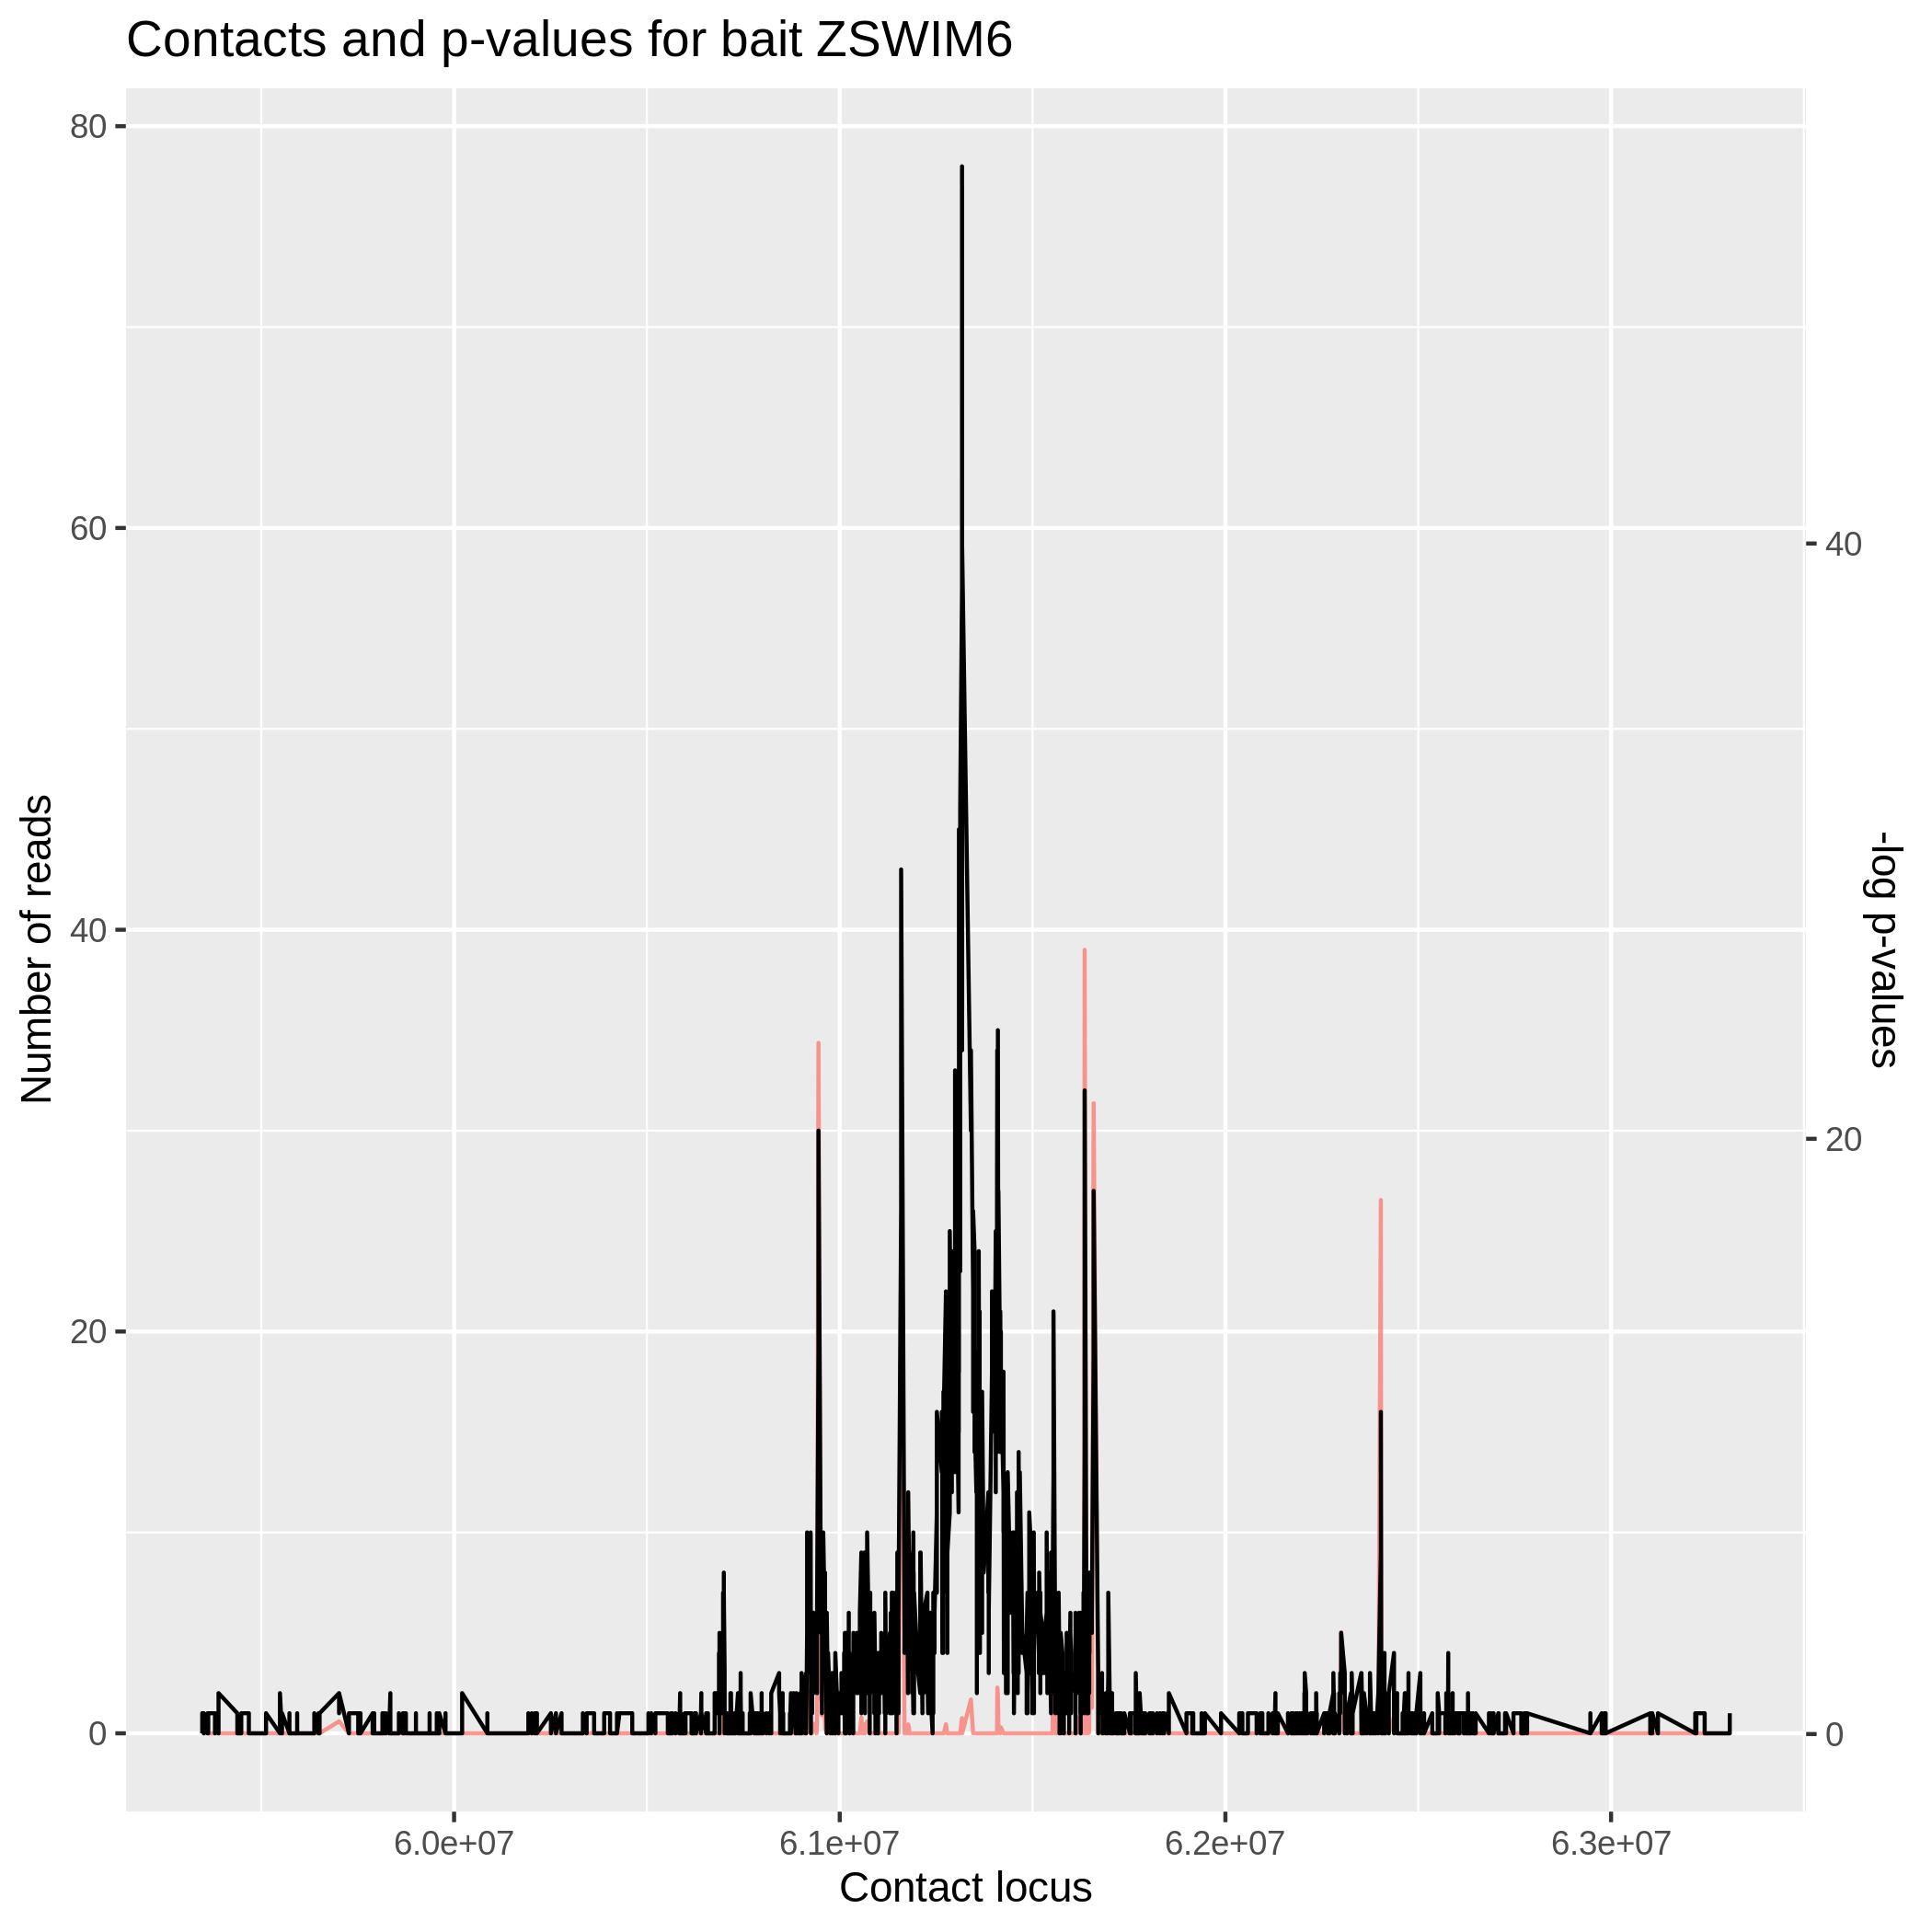 Contacts and p-values for bait ZSWIM6
80
60
40
20
0
Number of reads
40
20
0
-log p-values
6.0e+07
6.1e+07
6.2e+07
6.3e+07
Contact locus